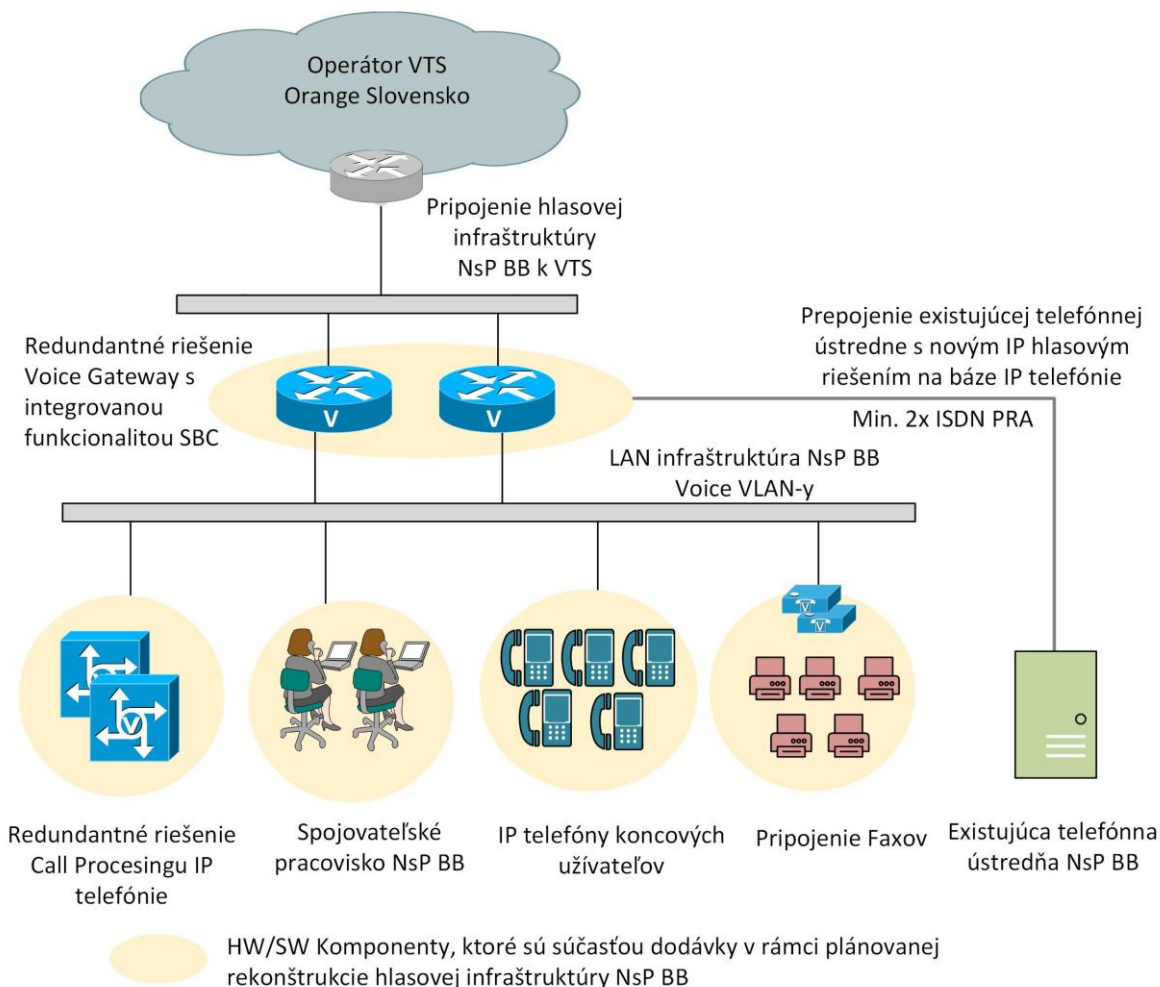 Operátor VTS
Orange Slovensko
Pripojenie hlasovej
infraštruktúry
NsP BB k VTS
Redundantné riešenie
Voice Gateway s
integrovanou
funkcionalitou SBC
V
V
Prepojenie existujúcej telefónnej
ústredne s novým IP hlasovým
riešením na báze IP telefónie
Min. 2x ISDN PRA
LAN infraštruktúra NsP BB
Voice VLAN-y
V
V
V
Redundantné riešenie
Call Procesingu IP
telefónie
Spojovateľské
pracovisko NsP BB
IP telefóny koncových
užívateľov
Pripojenie Faxov
Existujúca telefónna
ústredňa NsP BB
HW/SW Komponenty, ktoré sú súčasťou dodávky v rámci plánovanej
rekonštrukcie hlasovej infraštruktúry NsP BB